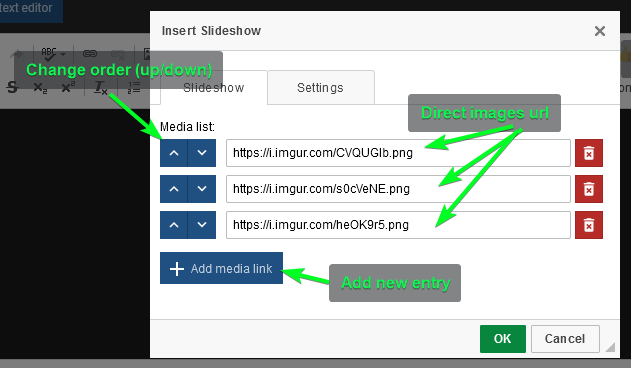 text editor
Insert Slideshow
Change order (up/down)
Slideshow
Settings
Direct images url
Media list:
https://i.imgur.com/CVQUGIb.png
https://i.imgur.com/s0cVeNE.png
https://i.imgur.com/heOK9r5.png
Add media link
Add new entry
OK
Cancel